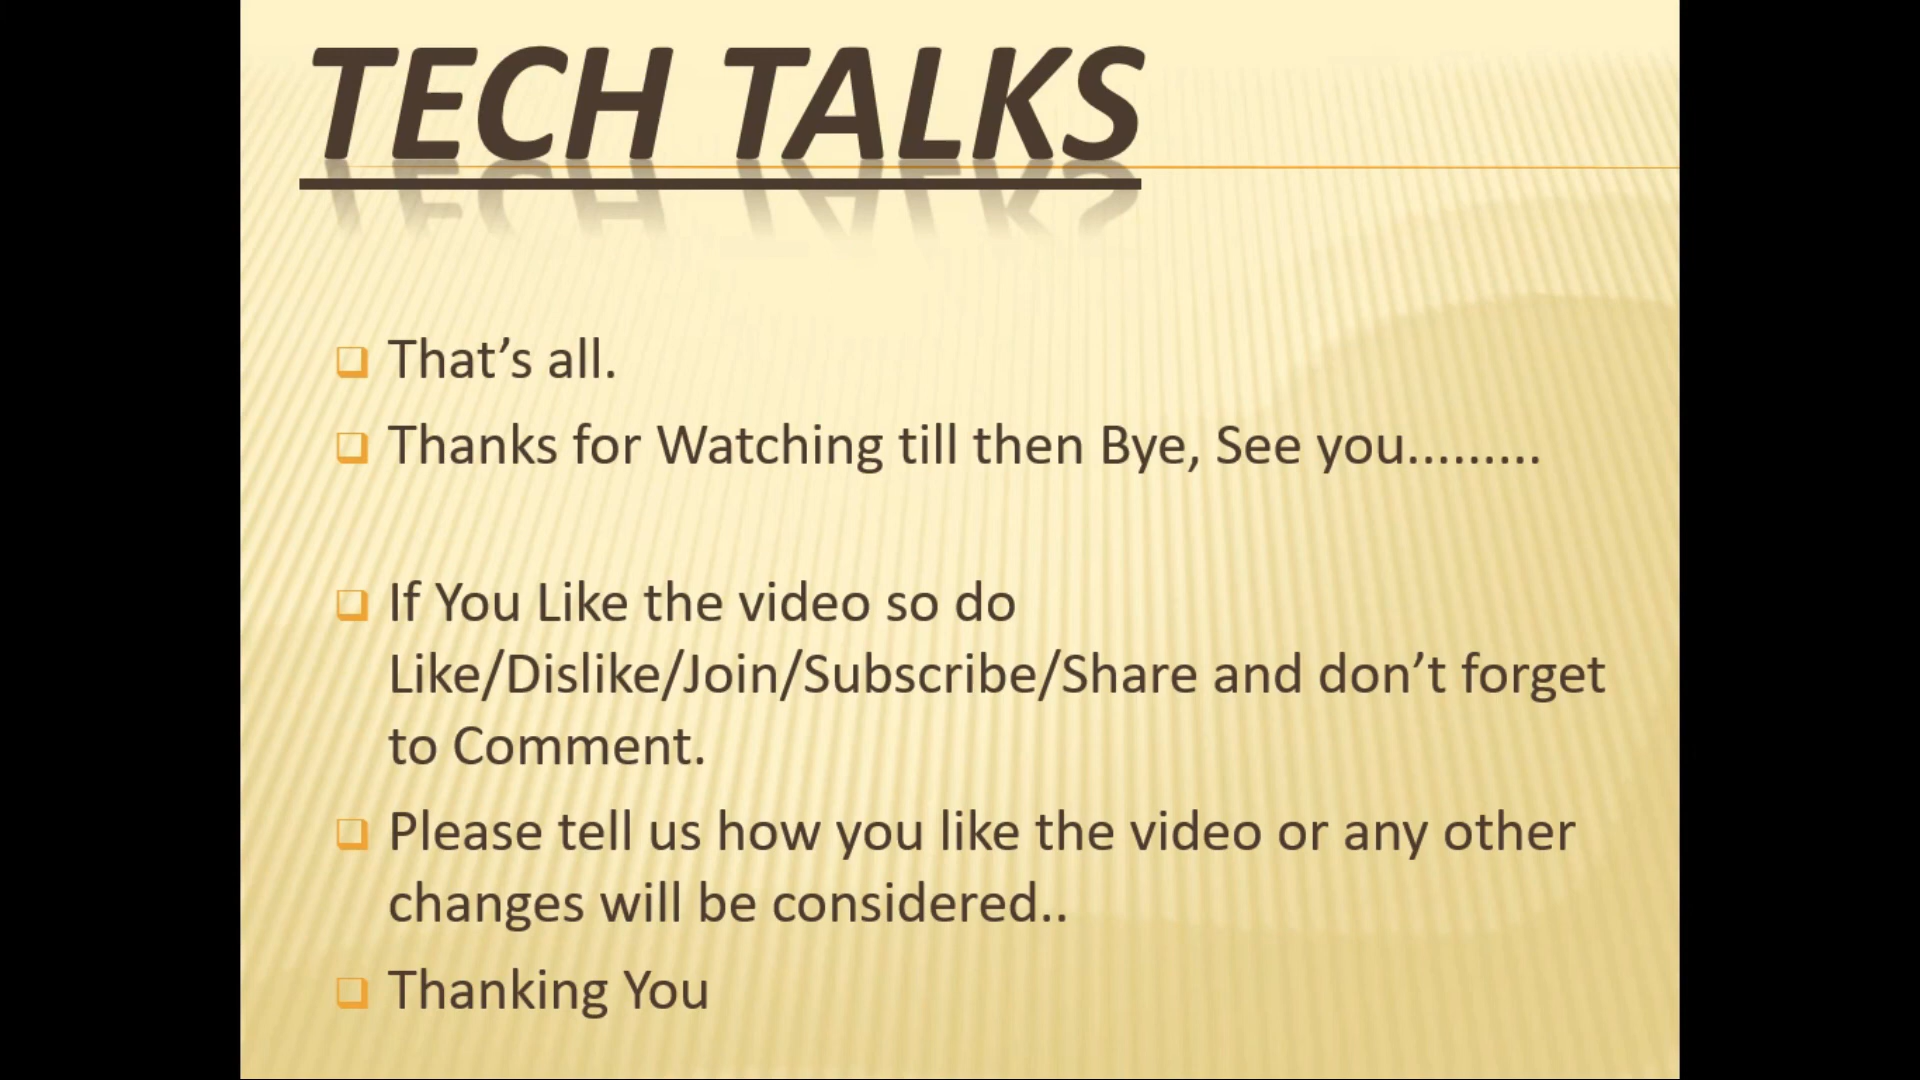 TECH TALKS
That’s all.
Thanks for Watching till then Bye, See you.........
If You Like the video so do
Like/Dislike/Join/Subscribe/Share and don’t forget
to Comment.
Please tell us how you like the video or any other
changes will be considered..
Thanking You